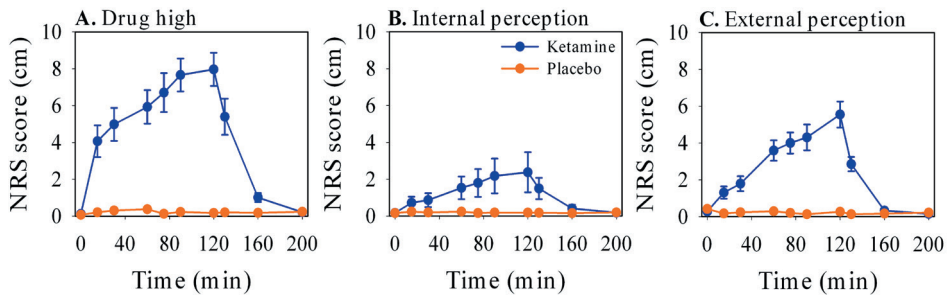 A. Drug high
NRS score (cm)
10
8
6
4
2
0
0 40 80 120 160 200
Time (min)
B. Internal perception
Ketamine
Placebo
NRS score (cm)
10
8
6
4
2
0
0 40 80 120 160 200
Time (min)
C. External perception
NRS score (cm)
10
8
6
4
2
0
0 40 80 120 160 200
Time (min)